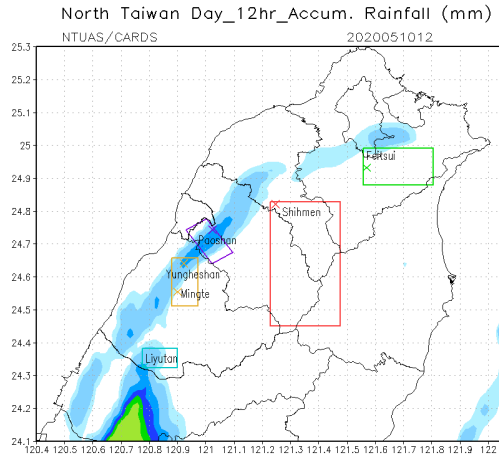 North Taiwan Day_12hr_Accum. Rainfall (mm)
NTUAS/CARDS 2020051012
25.3
25.2
25.1
25
24.9
24.8
24.7
24.6
24.5
24.4
24.3
24.2
24.1
Feitsui
Shihmen
Paoshan
Yungheshan
Mingte
Liyutan
120.4 120.5 120.6 120.7 120.8 120.9 121 121.1 121.2 121.3 121.4 121.5 121.6 121.7 121.8 121.9 122